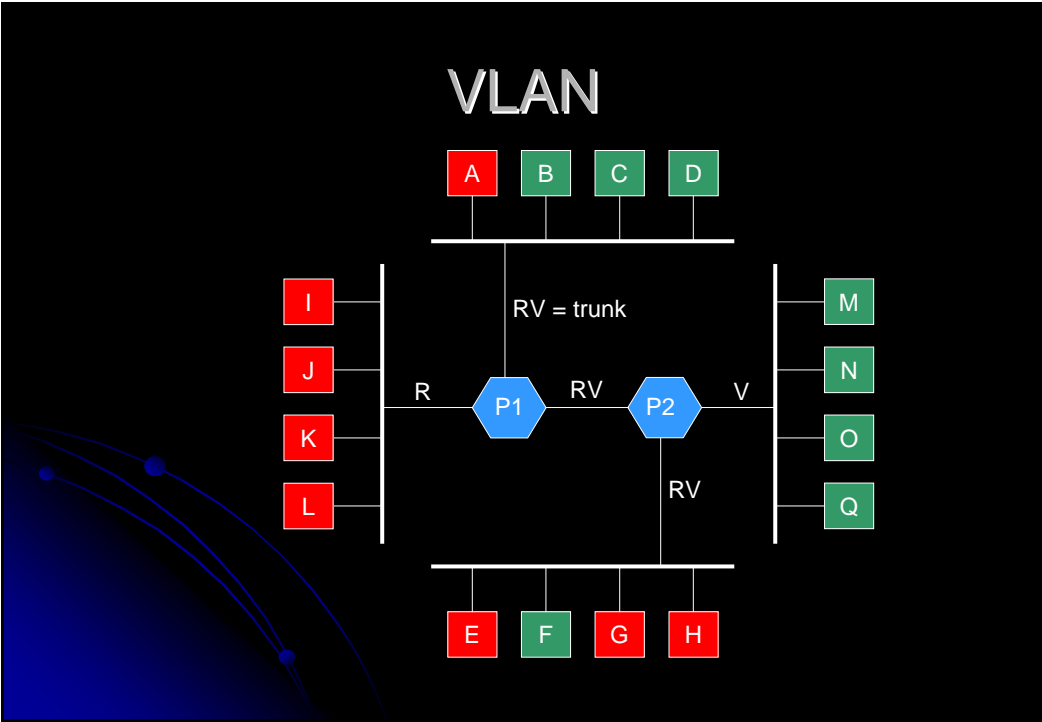 VLAN
A B C D
RV = trunk
I M
J N
R P1 RV P2 V
K O
RV
L Q
E F G H